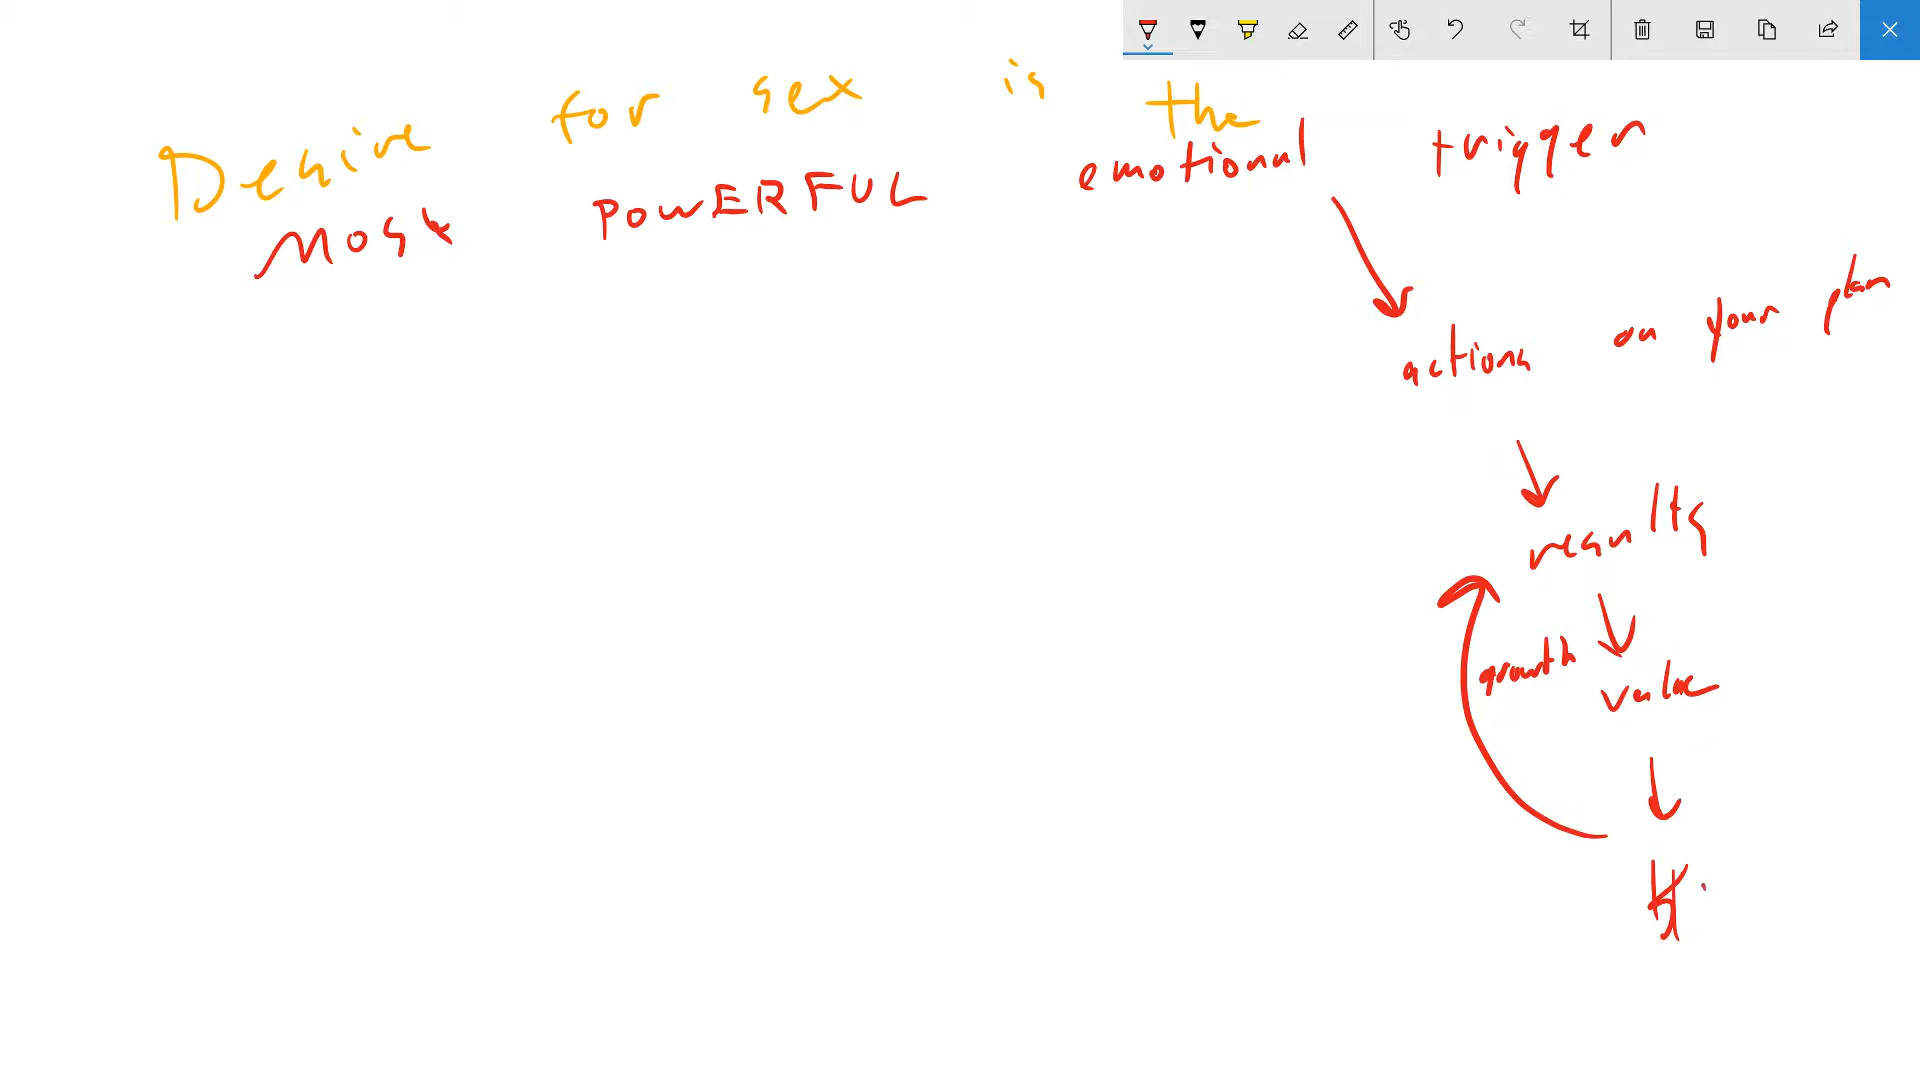 Desire for sex is the
MOST POWERFUL emotional trigger
actions on your plan
results
growth
value